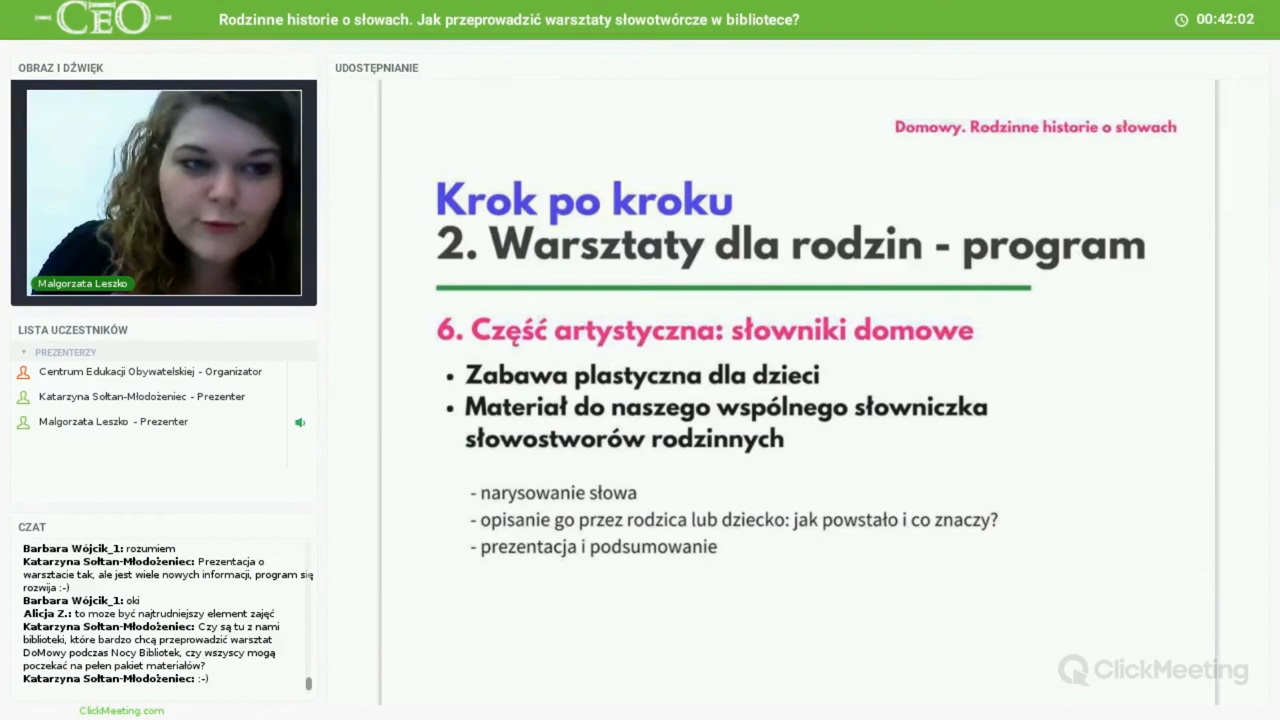 CEO
Rodzinne historie o słowach. Jak przeprowadzić warsztaty słowotwórcze w bibliotece?
00:42:02
OBRAZ I DŹWIĘK
Malgorzata Leszko
LISTA UCZESTNIKÓW
PREZENTERZY
Centrum Edukacji Obywatelskiej - Organizator
Katarzyna Sołtan-Młodożeniec - Prezenter
Malgorzata Leszko - Prezenter
CZAT
Barbara Wójcik_1: rozumiem
Katarzyna Sołtan-Młodożeniec: Prezentacja o
warsztacie tak, ale jest wiele nowych informacji, program się
rozwija :-)
Barbara Wójcik_1: oki
Alicja Z.: to moze być najtrudniejszy element zajęć
Katarzyna Sołtan-Młodożeniec: Czy są tu z nami
biblioteki, które bardzo chcą przeprowadzić warsztat
DoMowy podczas Nocy Bibliotek, czy wszyscy mogą
poczekać na pełen pakiet materiałów?
Katarzyna Sołtan-Młodożeniec: :-)
ClickMeeting.com
UDOSTĘPNIANIE
Domowy. Rodzinne historie o słowach
Krok po kroku
2. Warsztaty dla rodzin - program
6. Część artystyczna: słowniki domowe
• Zabawa plastyczna dla dzieci
• Materiał do naszego wspólnego słowniczka
słowostworów rodzinnych
- narysowanie słowa
- opisanie go przez rodzica lub dziecko: jak powstało i co znaczy?
- prezentacja i podsumowanie
ClickMeeting